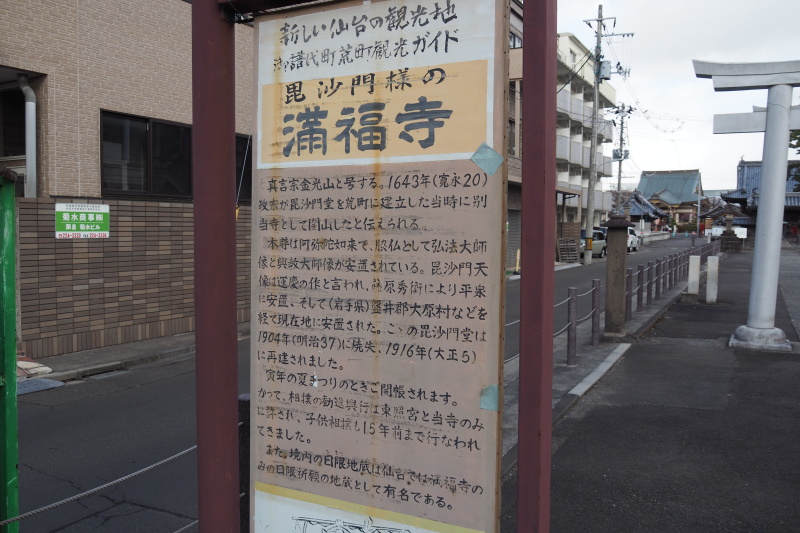 新しい仙台の観光地
御譜代町荒町観光ガイド
毘沙門様の
満福寺
真言宗金光山と号する。1643年(寛永20)
政宗が毘沙門堂を荒町に建立した当時に別
当寺として開山したと伝えられる。
本尊は阿弥陀如来で、脇仏として弘法大師
像と興教大師像が安置されている。毘沙門天
像は運慶の作と言われ、藤原秀衡により平泉
に安置、そして(岩手県)磐井郡大原村などを
経て現在地に安置された。この毘沙門堂は
1904年(明治37)に焼失、1916年(大正5)
に再建されました。
寅年の夏まつりのときご開帳されます。
かつて、相撲の勧進興行は東照宮と当寺のみ
に許され、子供相撲も15年前まで行なわれ
てきました。
また、境内の日限地蔵は仙台では満福寺の
みの日限祈願の地蔵として有名である。
菊水商事㈱